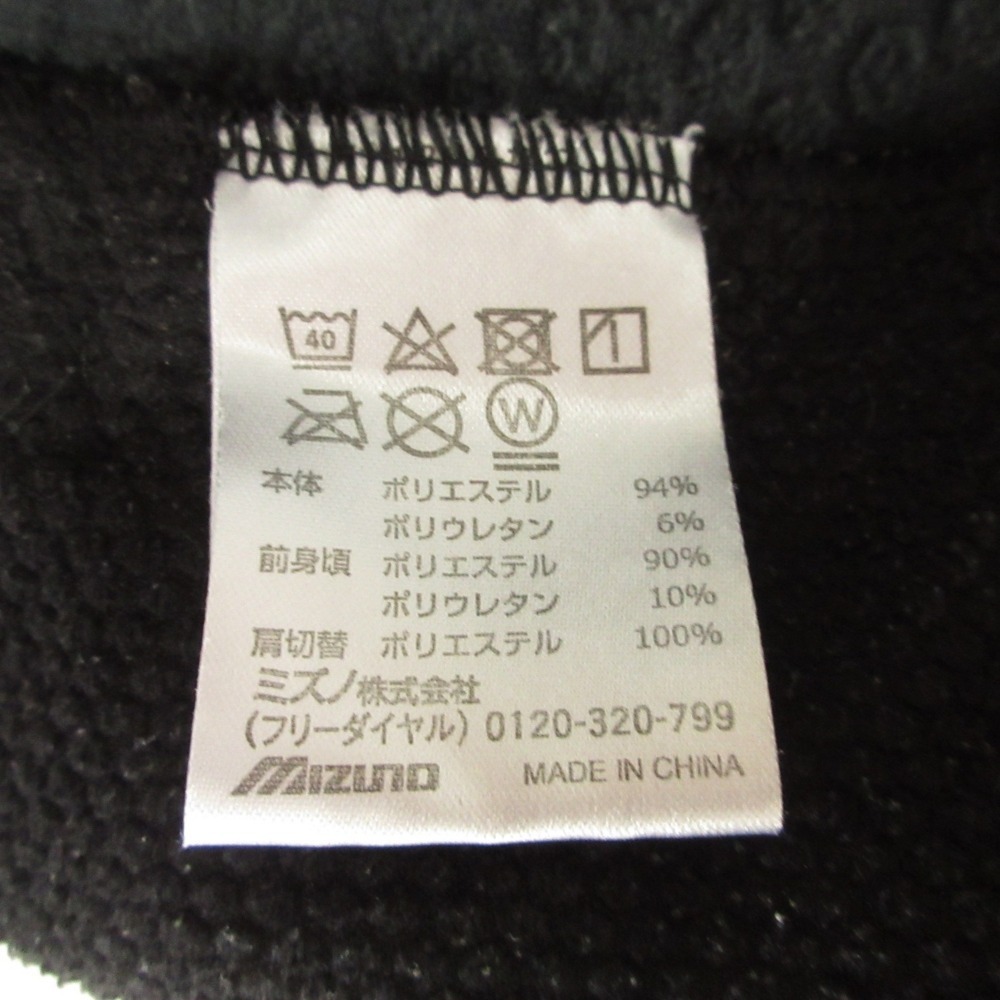 40
W
本体 ポリエステル 94%
ポリウレタン 6%
前身頃 ポリエステル 90%
ポリウレタン 10%
肩切替 ポリエステル 100%
ミズノ株式会社
(フリーダイヤル) 0120-320-799
MIZUNO MADE IN CHINA